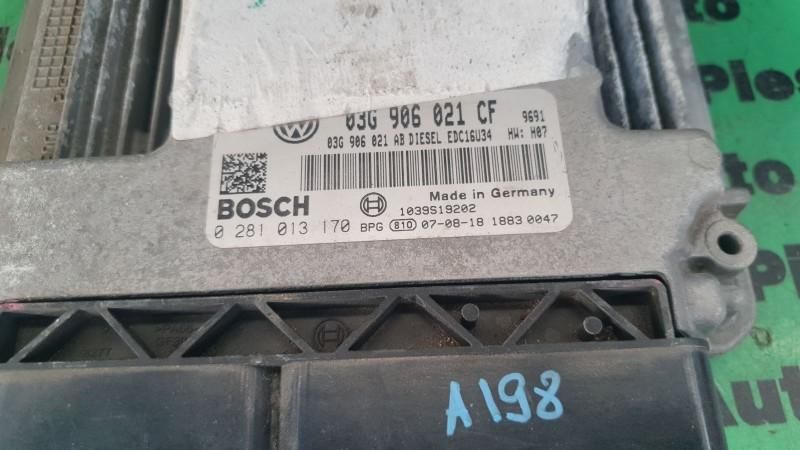 03G 906 021 CF 9691
03G 906 021 AB DIESEL EDC16U34 HW: H07
Made in Germany
BOSCH 1039S19202
0 281 013 170 BPG 810 07-08-18 1883 0047
A198